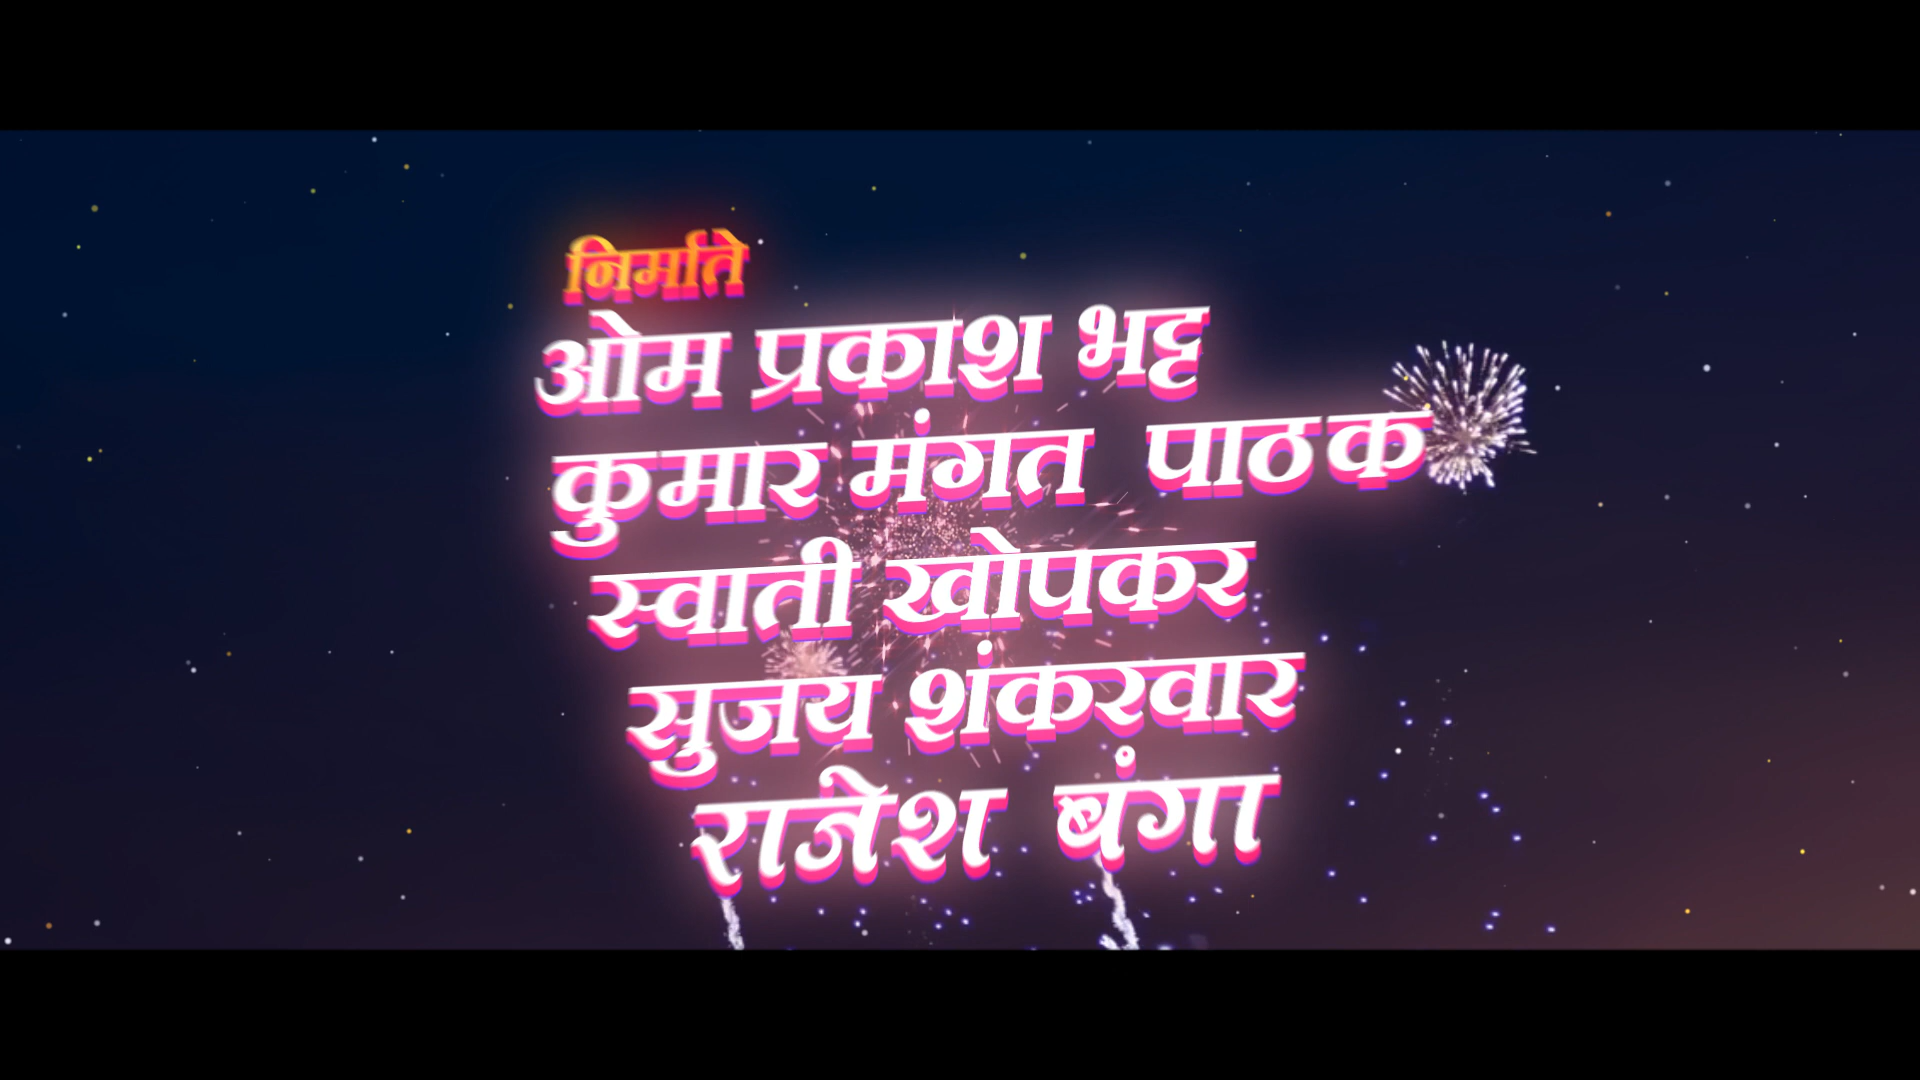 निर्माते
ओम प्रकाश भट्ट
कुमार मंगत पाठक
स्वाती खोपकर
सुजय शंकरवार
राजेश बंगा